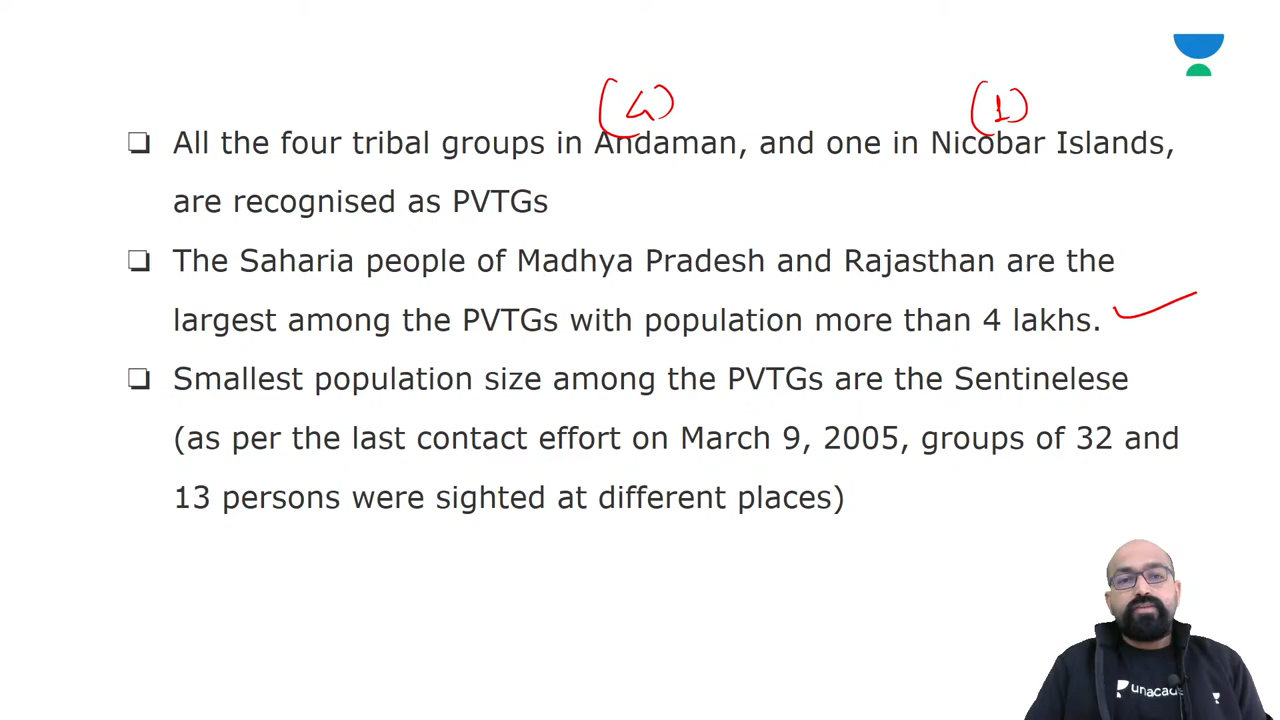 (4) (1)
❑ All the four tribal groups in Andaman, and one in Nicobar Islands,
are recognised as PVTGs
❑ The Saharia people of Madhya Pradesh and Rajasthan are the
largest among the PVTGs with population more than 4 lakhs.
❑ Smallest population size among the PVTGs are the Sentinelese
(as per the last contact effort on March 9, 2005, groups of 32 and
13 persons were sighted at different places)
unacade